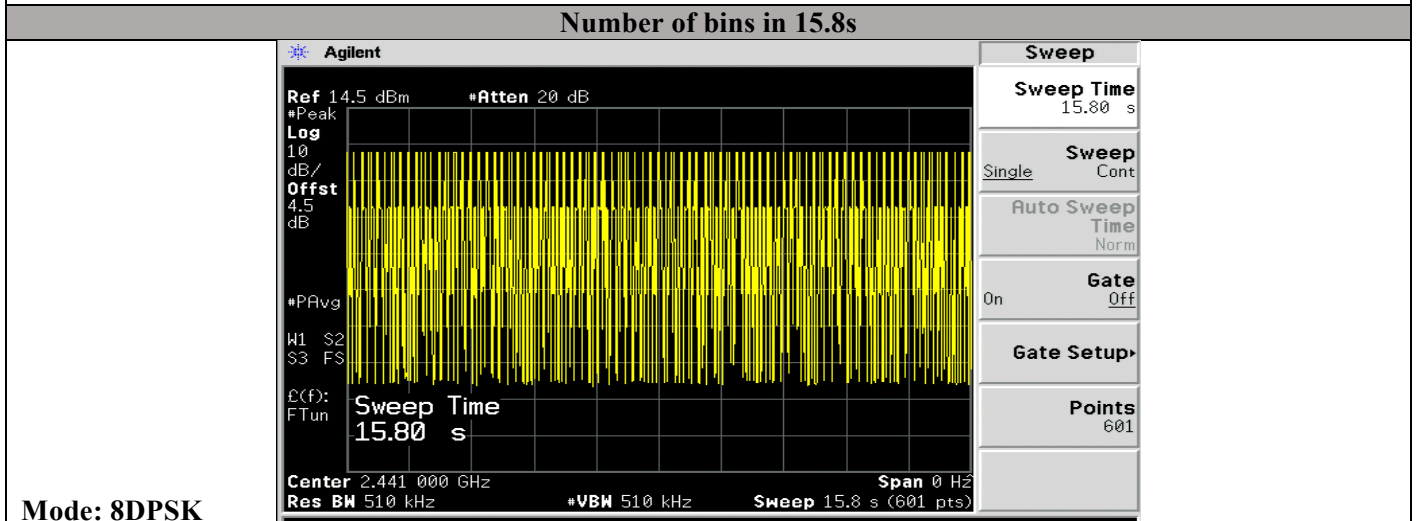 Number of bins in 15.8s
Agilent
Sweep
Ref 14.5 dBm #Atten 20 dB
#Peak
Log
10
dB/
Offst
4.5
dB
#PAvg
W1 S2
S3 FS
£(f):
FTun
Sweep Time
15.80 s
Center 2.441 000 GHz Span 0 Hz
Res BW 510 kHz #VBW 510 kHz Sweep 15.8 s (601 pts)
Sweep Time
15.80 s
Sweep
Single Cont
Auto Sweep
Time
Norm
Gate
On Off
Gate Setup
Points
601
Mode: 8DPSK